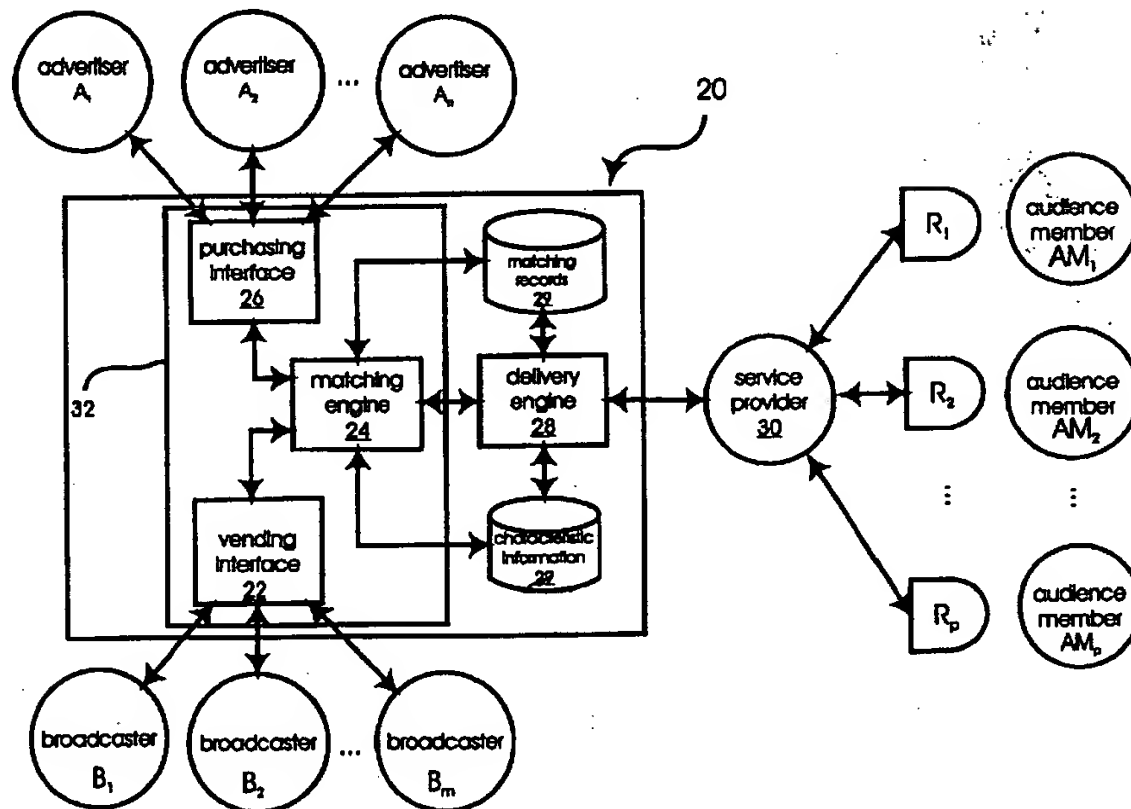 advertiser
A₁
advertiser
A₂
...
advertiser
Aₙ
20
purchasing
interface
26
matching
records
29
32
matching
engine
24
delivery
engine
28
service
provider
30
vending
interface
22
characteristic
information
27
broadcaster
B₁
broadcaster
B₂
...
broadcaster
Bₘ
R₁
audience
member
AM₁
R₂
audience
member
AM₂
...
...
Rₚ
audience
member
AMₚ